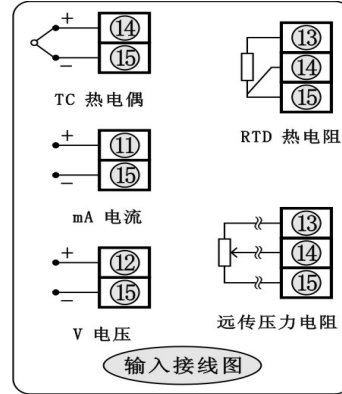 + 14
− 15
TC 热电偶
13
14
15
RTD 热电阻
+ 11
− 15
mA 电流
+ 12
− 15
V 电压
13
14
15
远传压力电阻
输入接线图